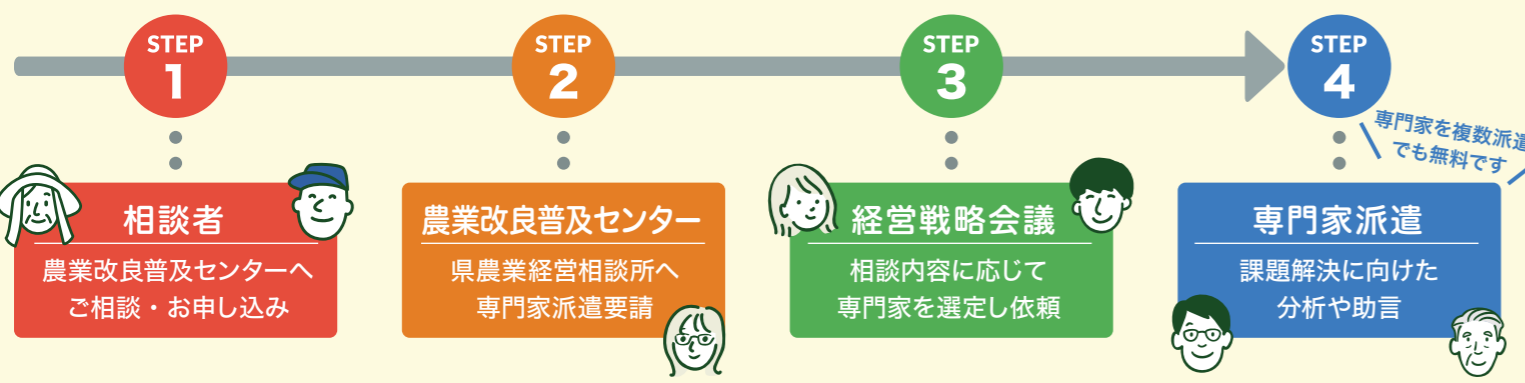 STEP
1
STEP
2
STEP
3
STEP
4
専門家を複数派遣
でも無料です
相談者
農業改良普及センターへ
ご相談・お申し込み
農業改良普及センター
県農業経営相談所へ
専門家派遣要請
経営戦略会議
相談内容に応じて
専門家を選定し依頼
専門家派遣
課題解決に向けた
分析や助言